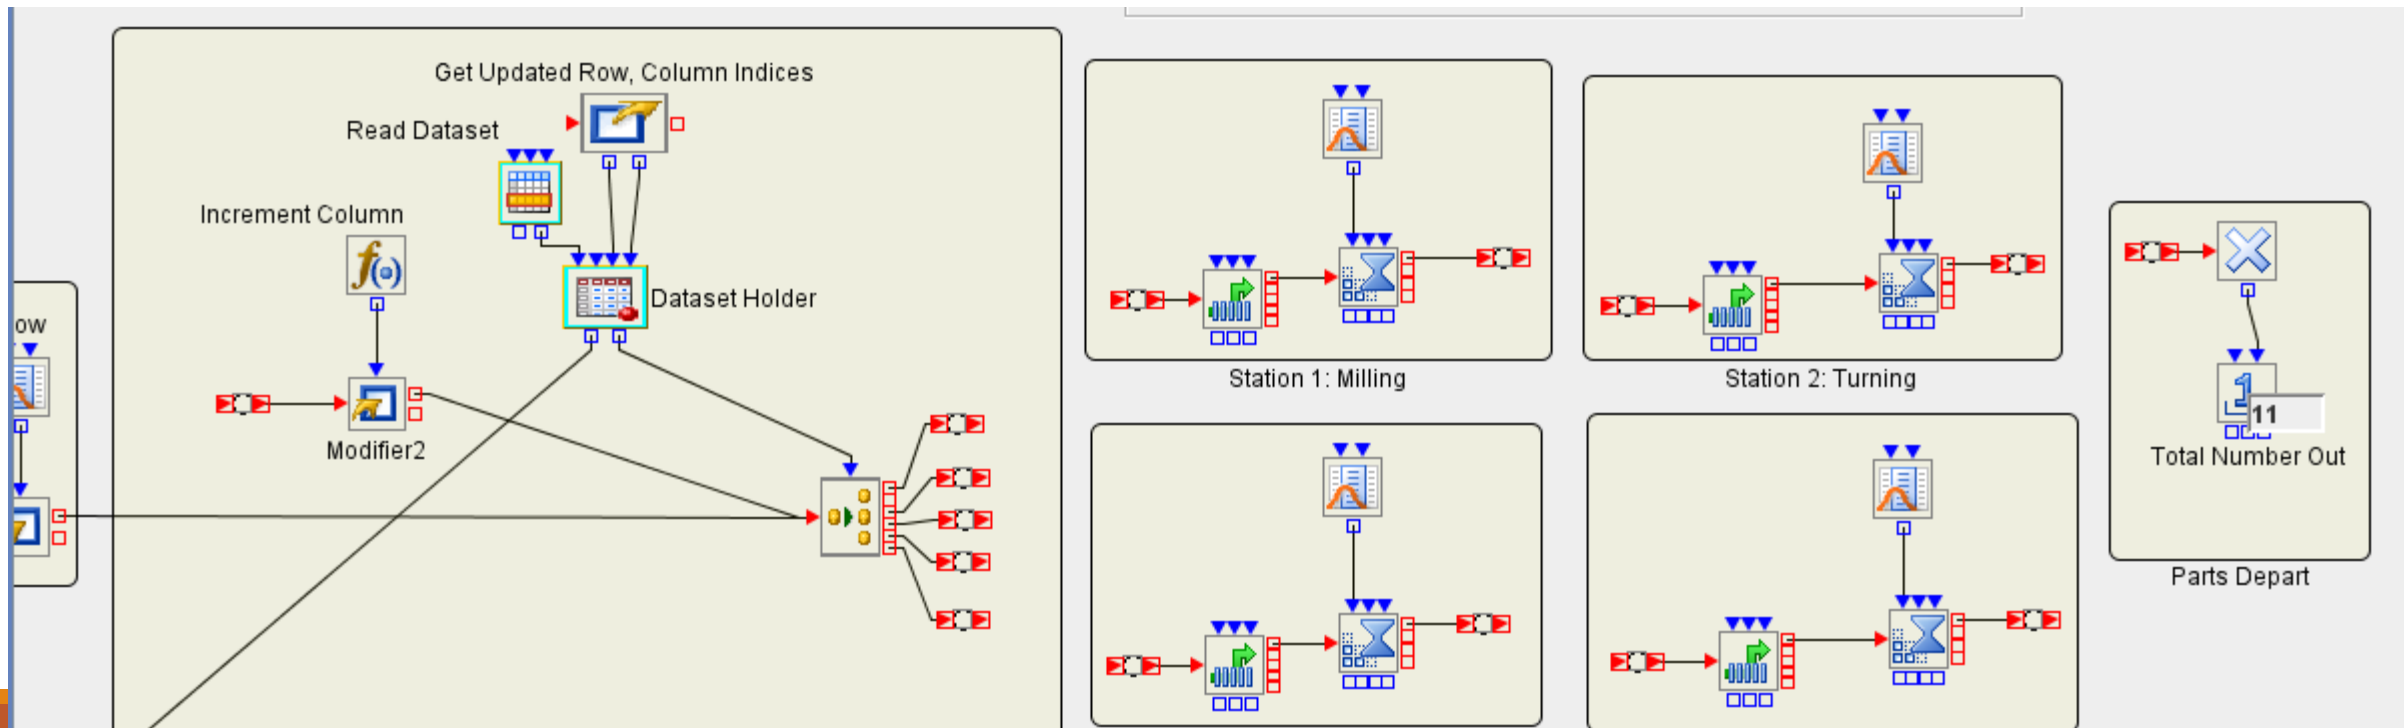 Get Updated Row, Column Indices
Read Dataset
Increment Column
Dataset Holder
ow
Modifier2
Station 1: Milling
Station 2: Turning
11
Total Number Out
Parts Depart